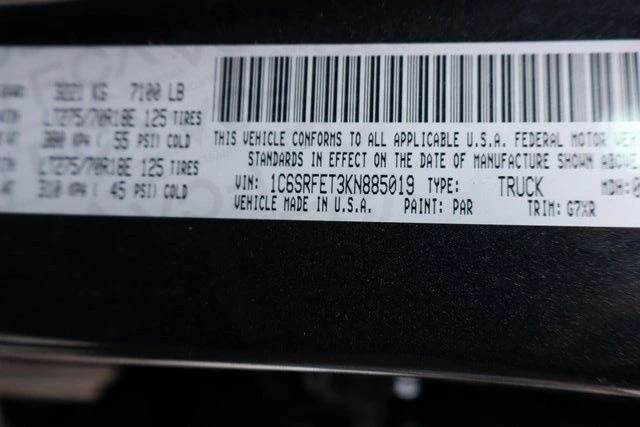 3221 KG 7100 LB
LT275/70R18E 125 TIRES
380 KPA ( 55 PSI) COLD
LT275/70R18E 125 TIRES
310 KPA ( 45 PSI) COLD
THIS VEHICLE CONFORMS TO ALL APPLICABLE U.S.A. FEDERAL MOTOR
STANDARDS IN EFFECT ON THE DATE OF MANUFACTURE SHOWN ABOVE
VIN: 1C6SRFET3KN885019 TYPE: TRUCK MDH:
VEHICLE MADE IN U.S.A. PAINT: PAR TRIM: G7XR